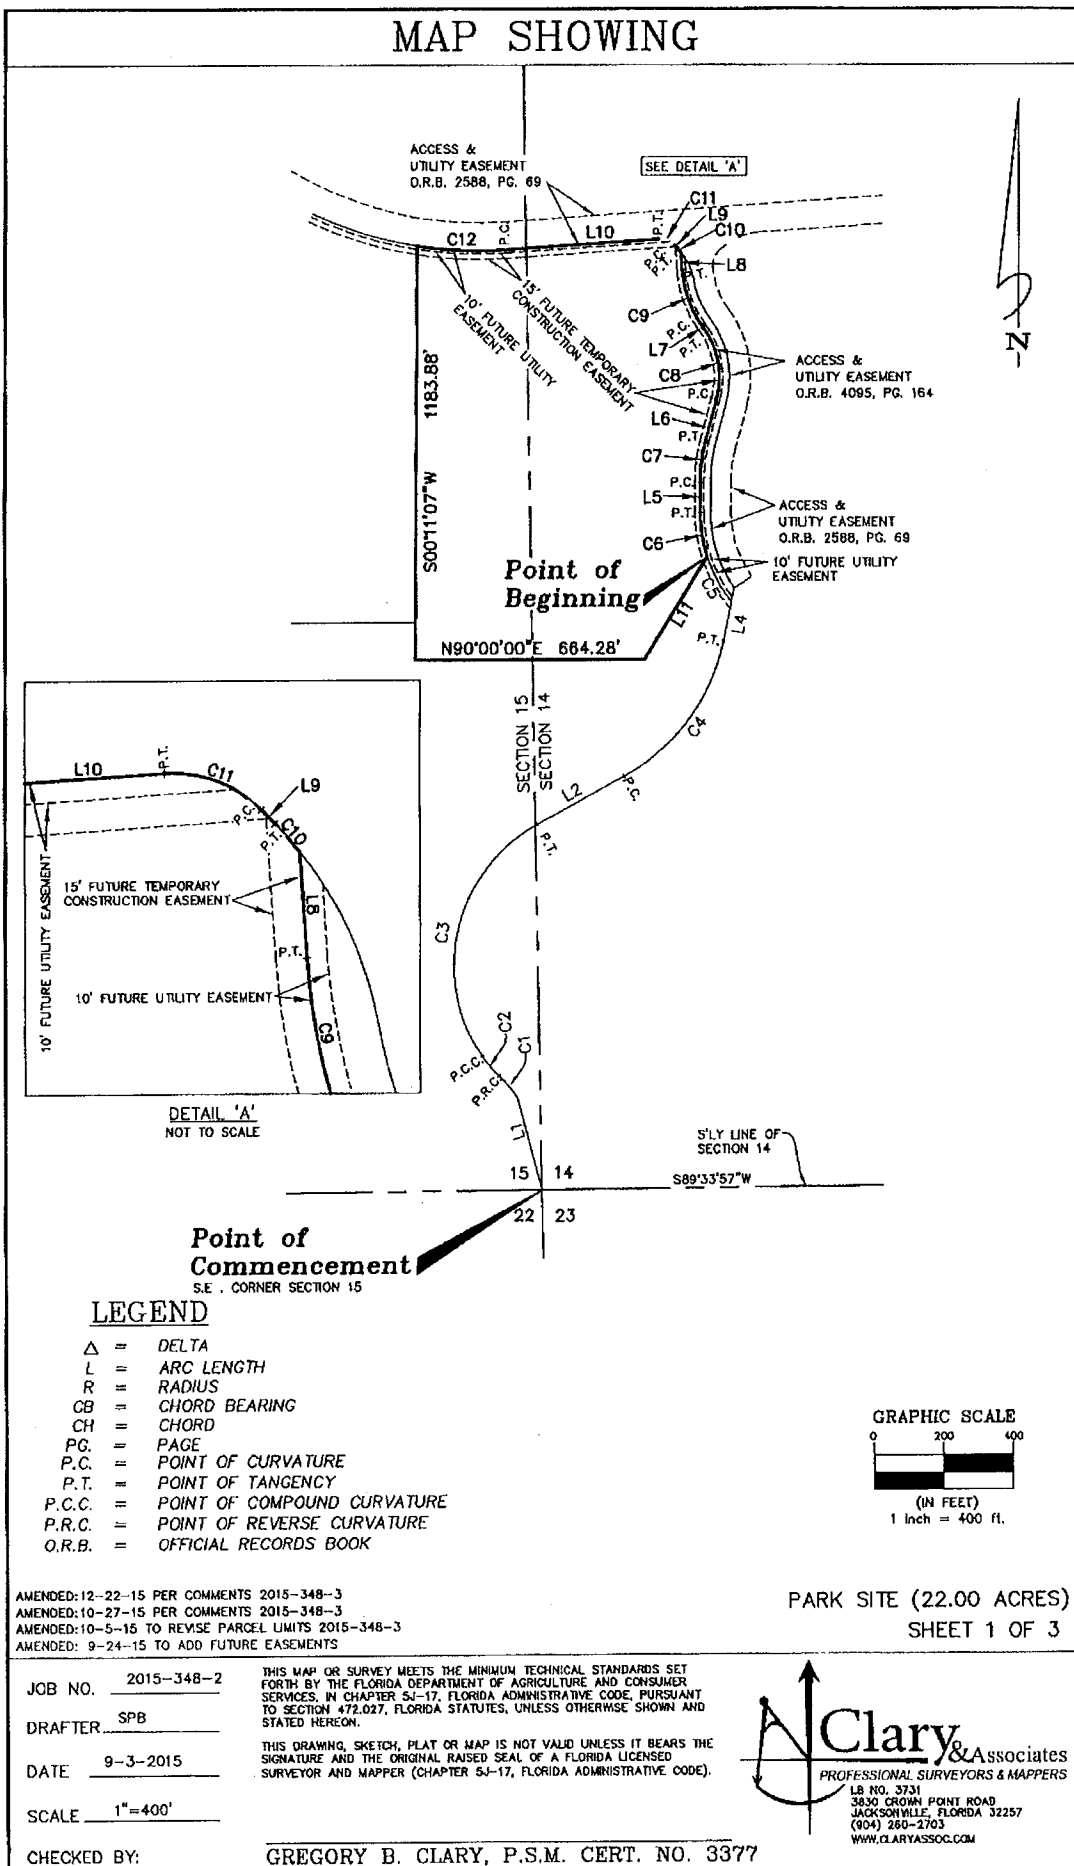 MAP SHOWING
ACCESS &
UTILITY EASEMENT
O.R.B. 2588, PG. 69
SEE DETAIL 'A'
C11
L9
C10
P.T.
L10
P.C.
C12
P.C.
P.T.
L8
P.T.
15' FUTURE TEMPORARY
CONSTRUCTION EASEMENT
10' FUTURE UTILITY
EASEMENT
C9
P.C.
L7
P.T.
C8
P.C.
ACCESS &
UTILITY EASEMENT
O.R.B. 4095, PG. 164
N
L6
P.T.
C7
P.C.
L5
P.T.
C6
ACCESS &
UTILITY EASEMENT
O.R.B. 2588, PG. 69
10' FUTURE UTILITY
EASEMENT
S00°11'07"W 1183.88'
Point of
Beginning
C5
L4
L11
P.T.
N90°00'00"E 664.28'
SECTION 15
SECTION 14
C4
P.C.
L2
P.T.
C3
C2
C1
P.C.C.
P.R.C.
L1
L10
P.T.
C11
L9
P.C.
P.T.
C10
15' FUTURE TEMPORARY
CONSTRUCTION EASEMENT
L8
P.T.
10' FUTURE UTILITY EASEMENT
10' FUTURE UTILITY EASEMENT
C9
DETAIL 'A'
NOT TO SCALE
S'LY LINE OF
SECTION 14
S89°33'57"W
15 14
22 23
Point of
Commencement
S.E . CORNER SECTION 15
LEGEND
Δ = DELTA
L = ARC LENGTH
R = RADIUS
CB = CHORD BEARING
CH = CHORD
PG. = PAGE
P.C. = POINT OF CURVATURE
P.T. = POINT OF TANGENCY
P.C.C. = POINT OF COMPOUND CURVATURE
P.R.C. = POINT OF REVERSE CURVATURE
O.R.B. = OFFICIAL RECORDS BOOK
GRAPHIC SCALE
0 200 400
(IN FEET)
1 inch = 400 ft.
AMENDED:12-22-15 PER COMMENTS 2015-348-3
AMENDED:10-27-15 PER COMMENTS 2015-348-3
AMENDED:10-5-15 TO REVISE PARCEL LIMITS 2015-348-3
AMENDED: 9-24-15 TO ADD FUTURE EASEMENTS
PARK SITE (22.00 ACRES)
SHEET 1 OF 3
JOB NO. 2015-348-2
DRAFTER SPB
DATE 9-3-2015
SCALE 1"=400'
CHECKED BY:
THIS MAP OR SURVEY MEETS THE MINIMUM TECHNICAL STANDARDS SET
FORTH BY THE FLORIDA DEPARTMENT OF AGRICULTURE AND CONSUMER
SERVICES, IN CHAPTER 5J-17, FLORIDA ADMINISTRATIVE CODE, PURSUANT
TO SECTION 472.027, FLORIDA STATUTES, UNLESS OTHERWISE SHOWN AND
STATED HEREON.
THIS DRAWING, SKETCH, PLAT OR MAP IS NOT VALID UNLESS IT BEARS THE
SIGNATURE AND THE ORIGINAL RAISED SEAL OF A FLORIDA LICENSED
SURVEYOR AND MAPPER (CHAPTER 5J-17, FLORIDA ADMINISTRATIVE CODE).
GREGORY B. CLARY, P.S.M. CERT. NO. 3377
Clary & Associates
PROFESSIONAL SURVEYORS & MAPPERS
LB NO. 3731
3830 CROWN POINT ROAD
JACKSONVILLE, FLORIDA 32257
(904) 260-2703
WWW.CLARYASSOC.COM